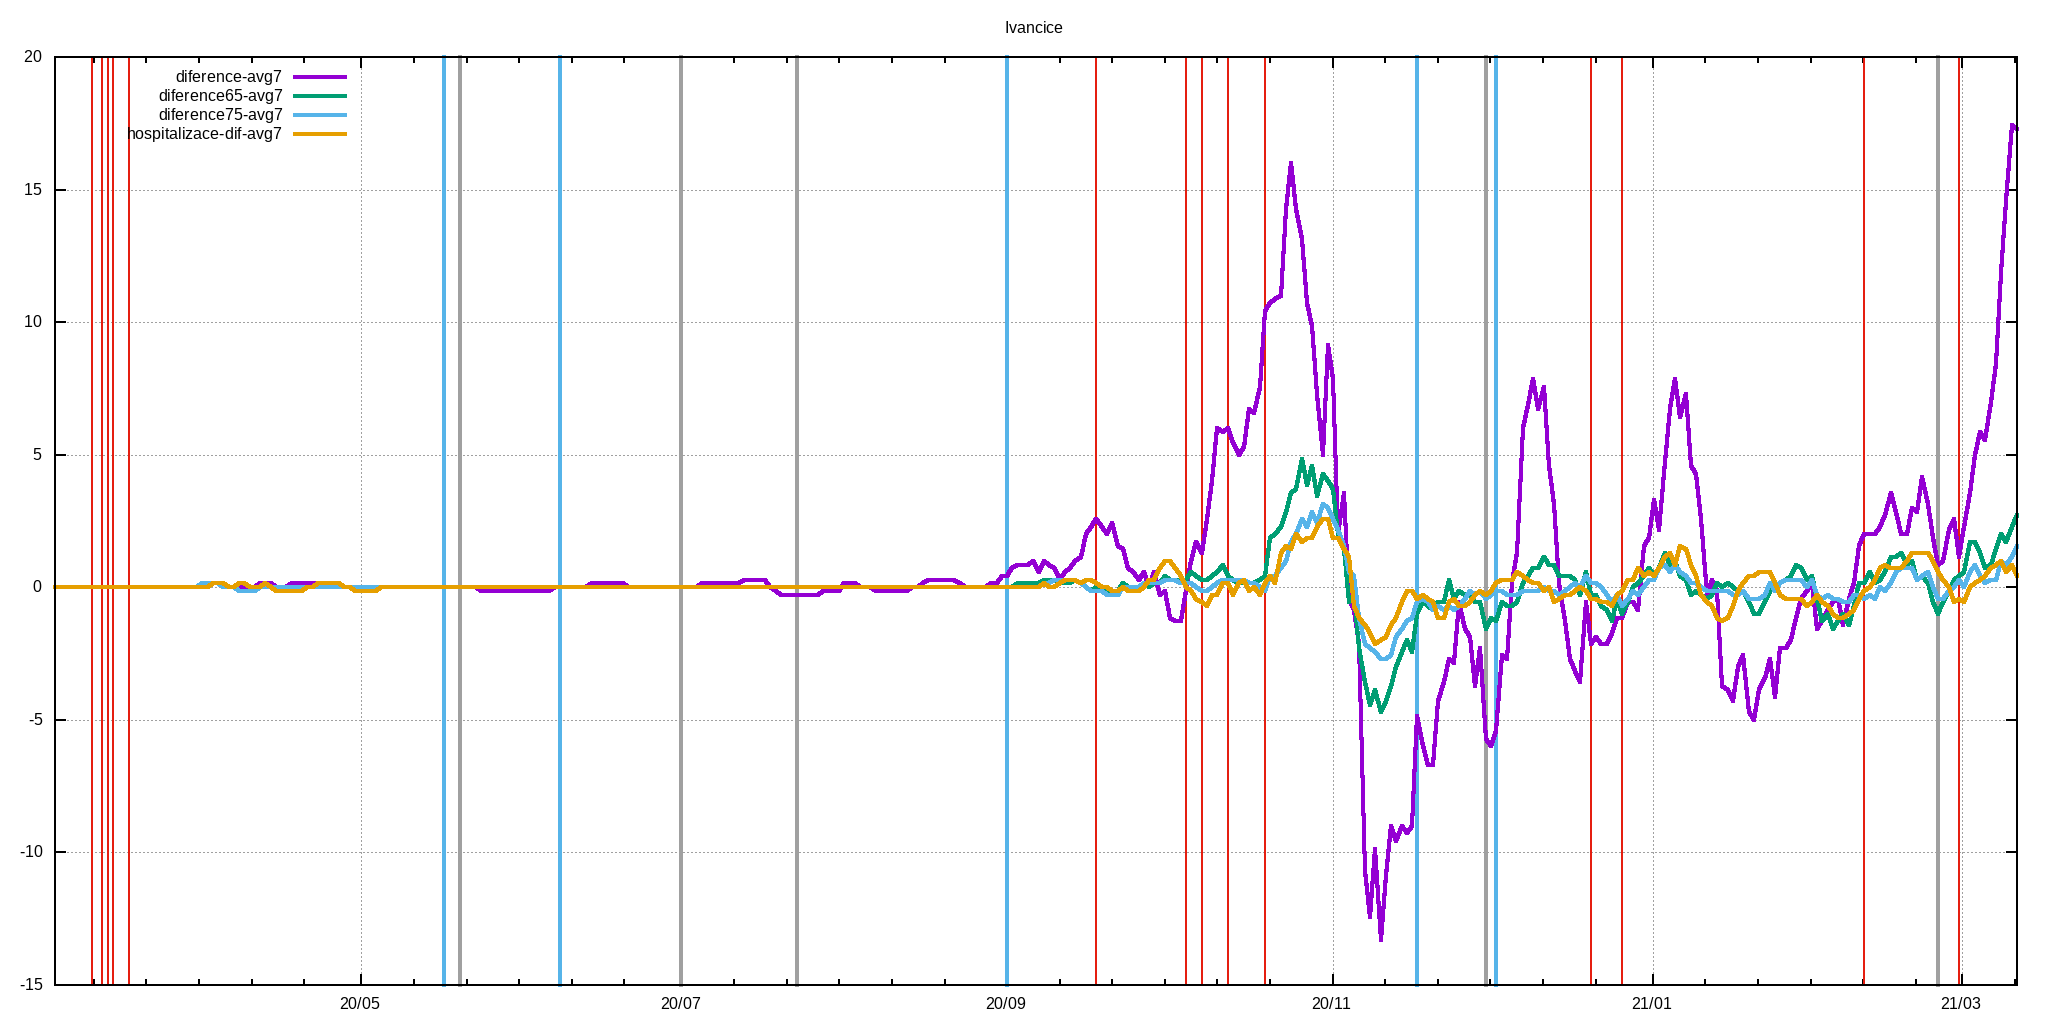 Ivancice
20
15
10
5
0
-5
-10
-15
diference-avg7
diference65-avg7
diference75-avg7
hospitalizace-dif-avg7
20/05
20/07
20/09
20/11
21/01
21/03